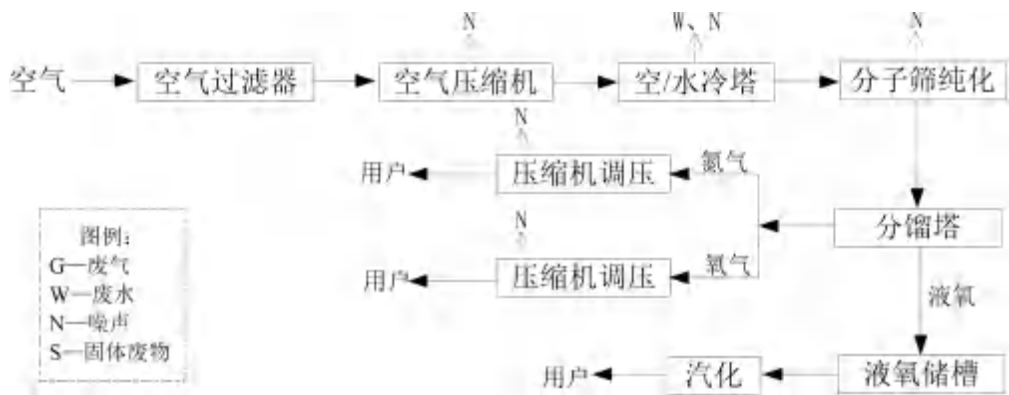 N
W、N
N
空气
空气过滤器
空气压缩机
空/水冷塔
分子筛纯化
N
用户
压缩机调压
氮气
N
分馏塔
用户
压缩机调压
氧气
液氧
用户
汽化
液氧储槽
图例：
G—废气
W—废水
N—噪声
S—固体废物